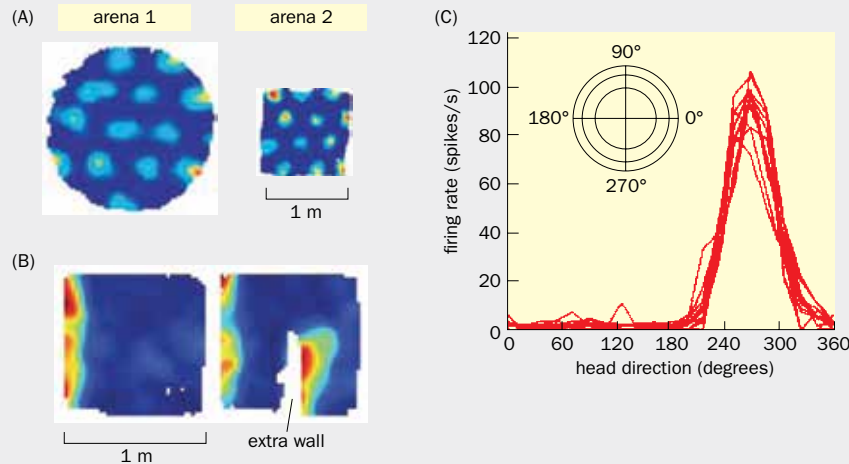 (A)
arena 1
arena 2
1 m
(B)
1 m
extra wall
(C)
firing rate (spikes/s)
120
100
80
60
40
20
0
90°
180°
0°
270°
0 60 120 180 240 300 360
head direction (degrees)